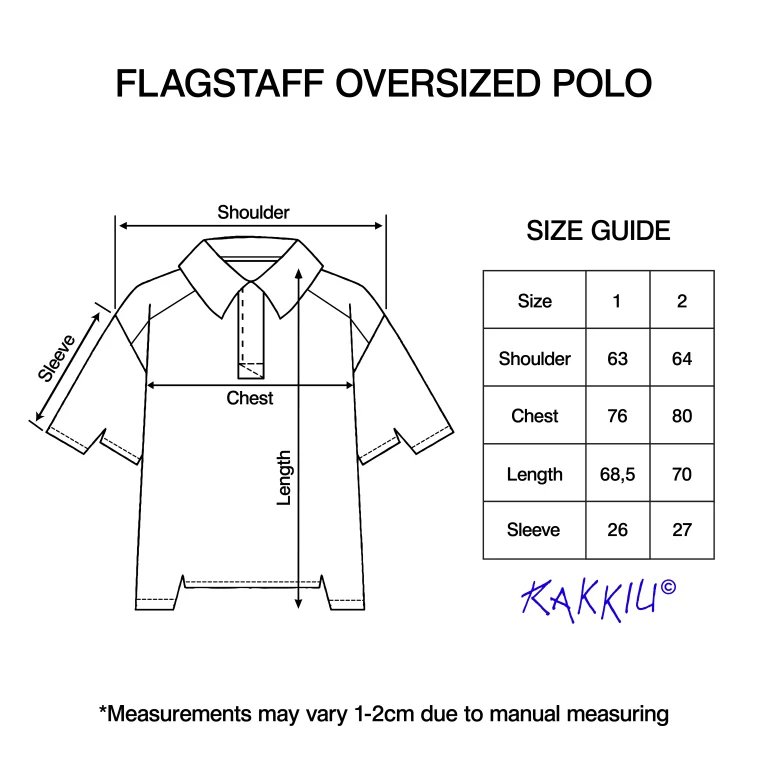 FLAGSTAFF OVERSIZED POLO
Shoulder
Sleeve
Chest
Length
SIZE GUIDE
Size 1 2
Shoulder 63 64
Chest 76 80
Length 68,5 70
Sleeve 26 27
RAKKIU©
*Measurements may vary 1-2cm due to manual measuring